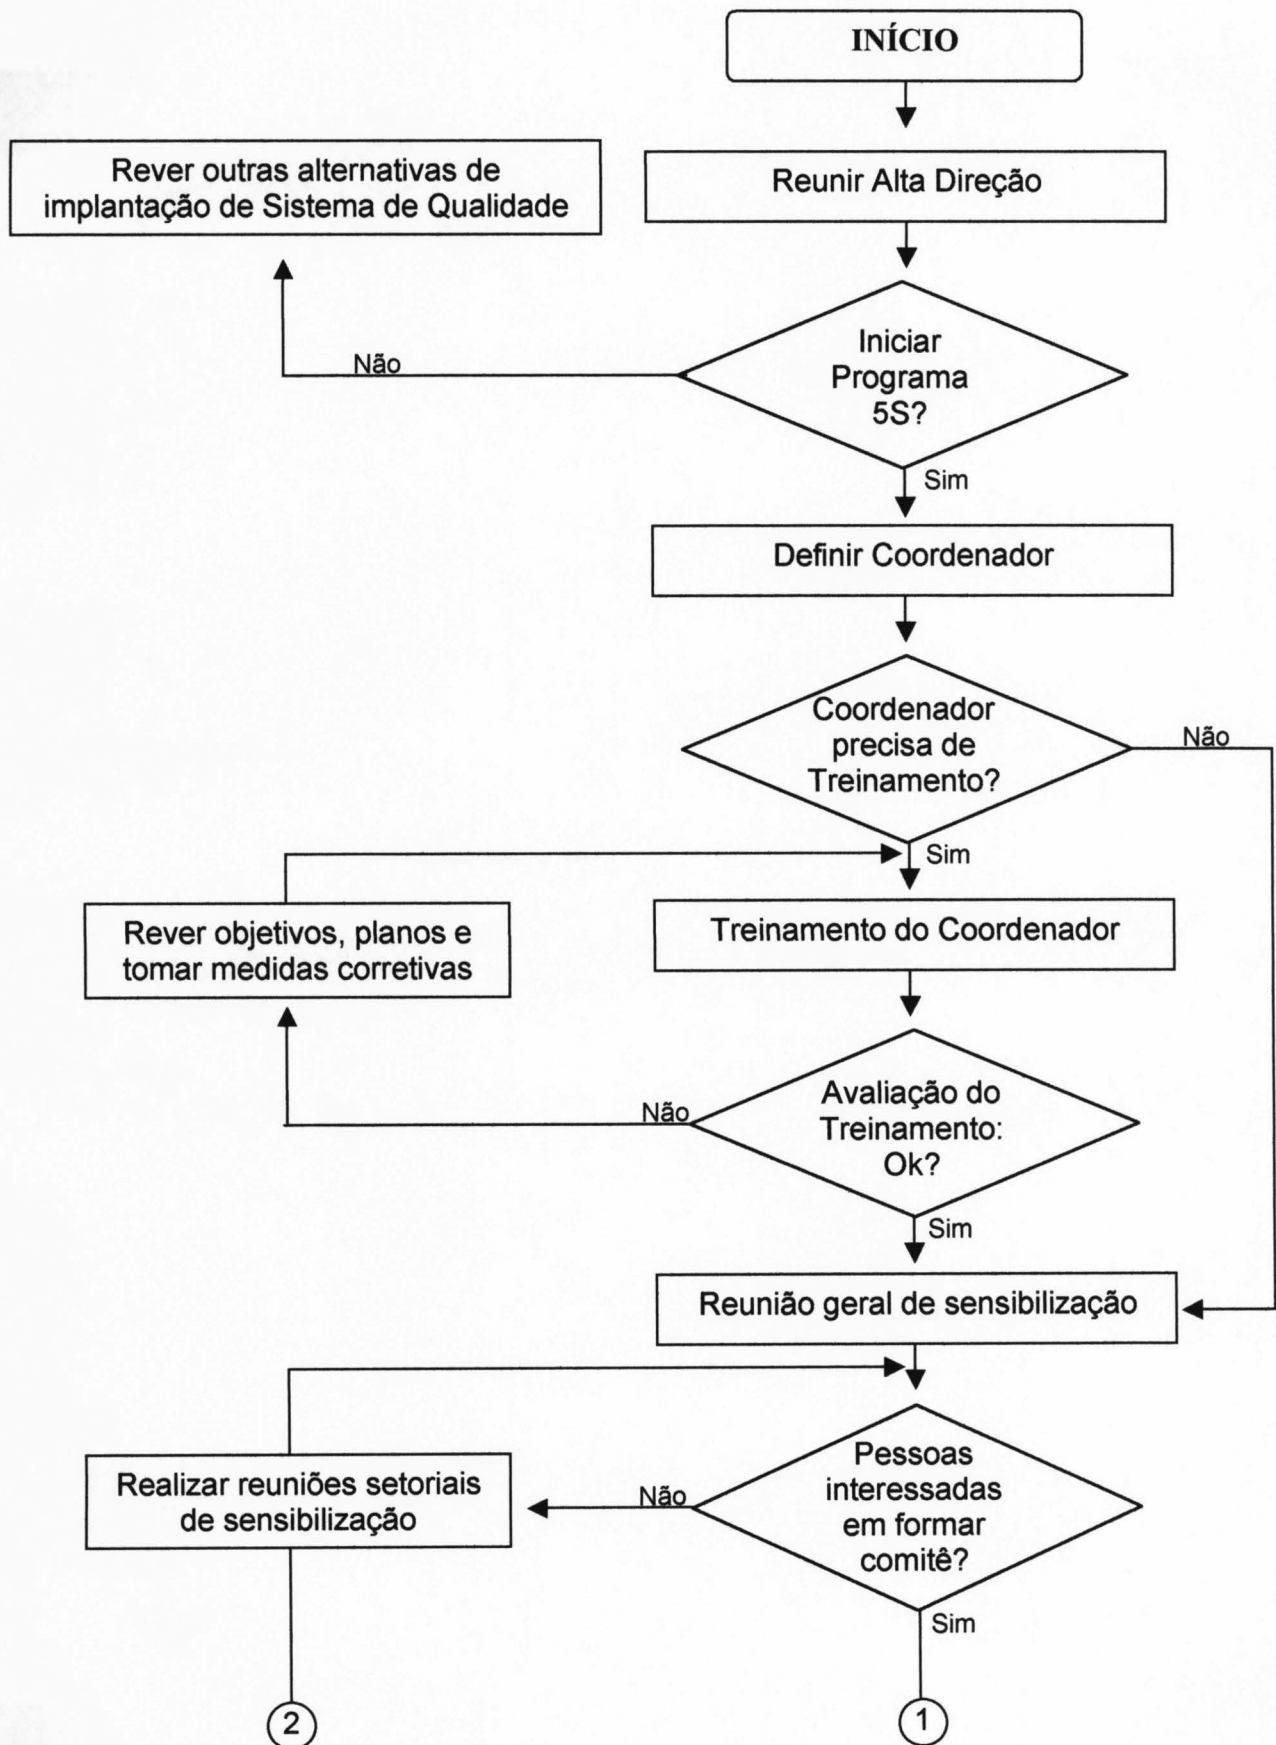 INÍCIO
Reunir Alta Direção
Rever outras alternativas de
implantação de Sistema de Qualidade
Iniciar
Programa
5S?
Não
Sim
Definir Coordenador
Coordenador
precisa de
Treinamento?
Não
Sim
Rever objetivos, planos e
tomar medidas corretivas
Treinamento do Coordenador
Avaliação do
Treinamento:
Ok?
Não
Sim
Reunião geral de sensibilização
Pessoas
interessadas
em formar
comitê?
Realizar reuniões setoriais
de sensibilização
Não
Sim
2
1